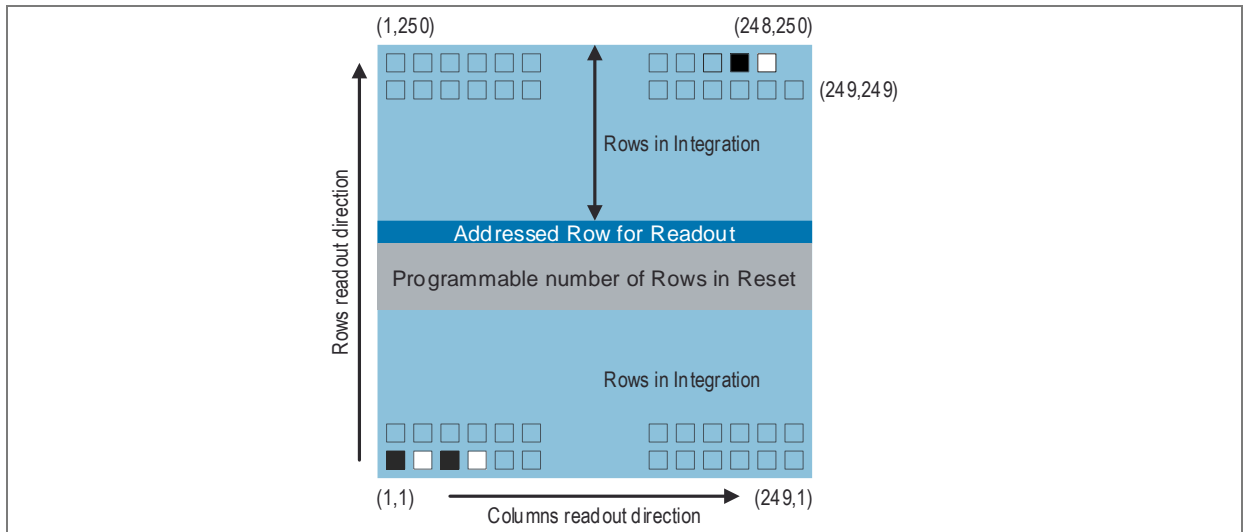 (1,250) (248,250)
(249,249)
Rows in Integration
Rows readout direction
Addressed Row for Readout
Programmable number of Rows in Reset
Rows in Integration
(1,1) (249,1)
Columns readout direction